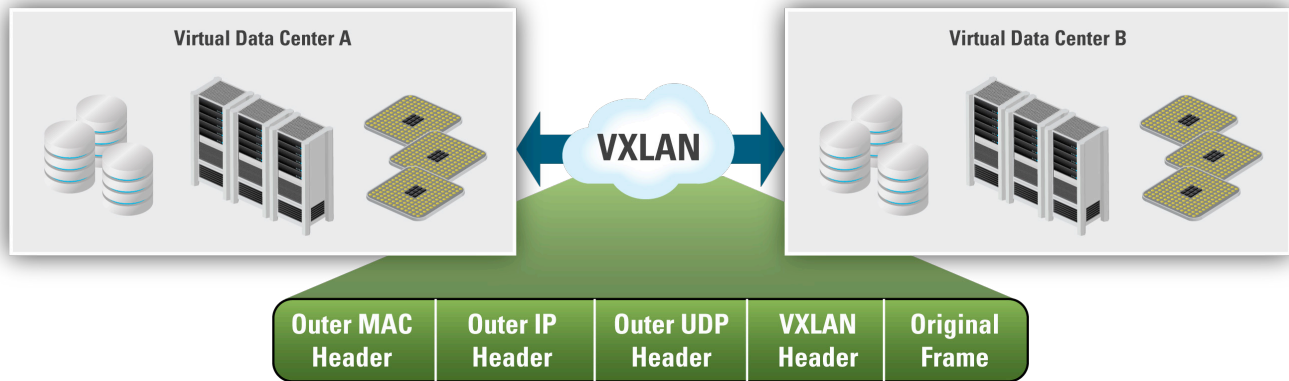 Virtual Data Center A
Virtual Data Center B
VXLAN
Outer MAC Header
Outer IP Header
Outer UDP Header
VXLAN Header
Original Frame